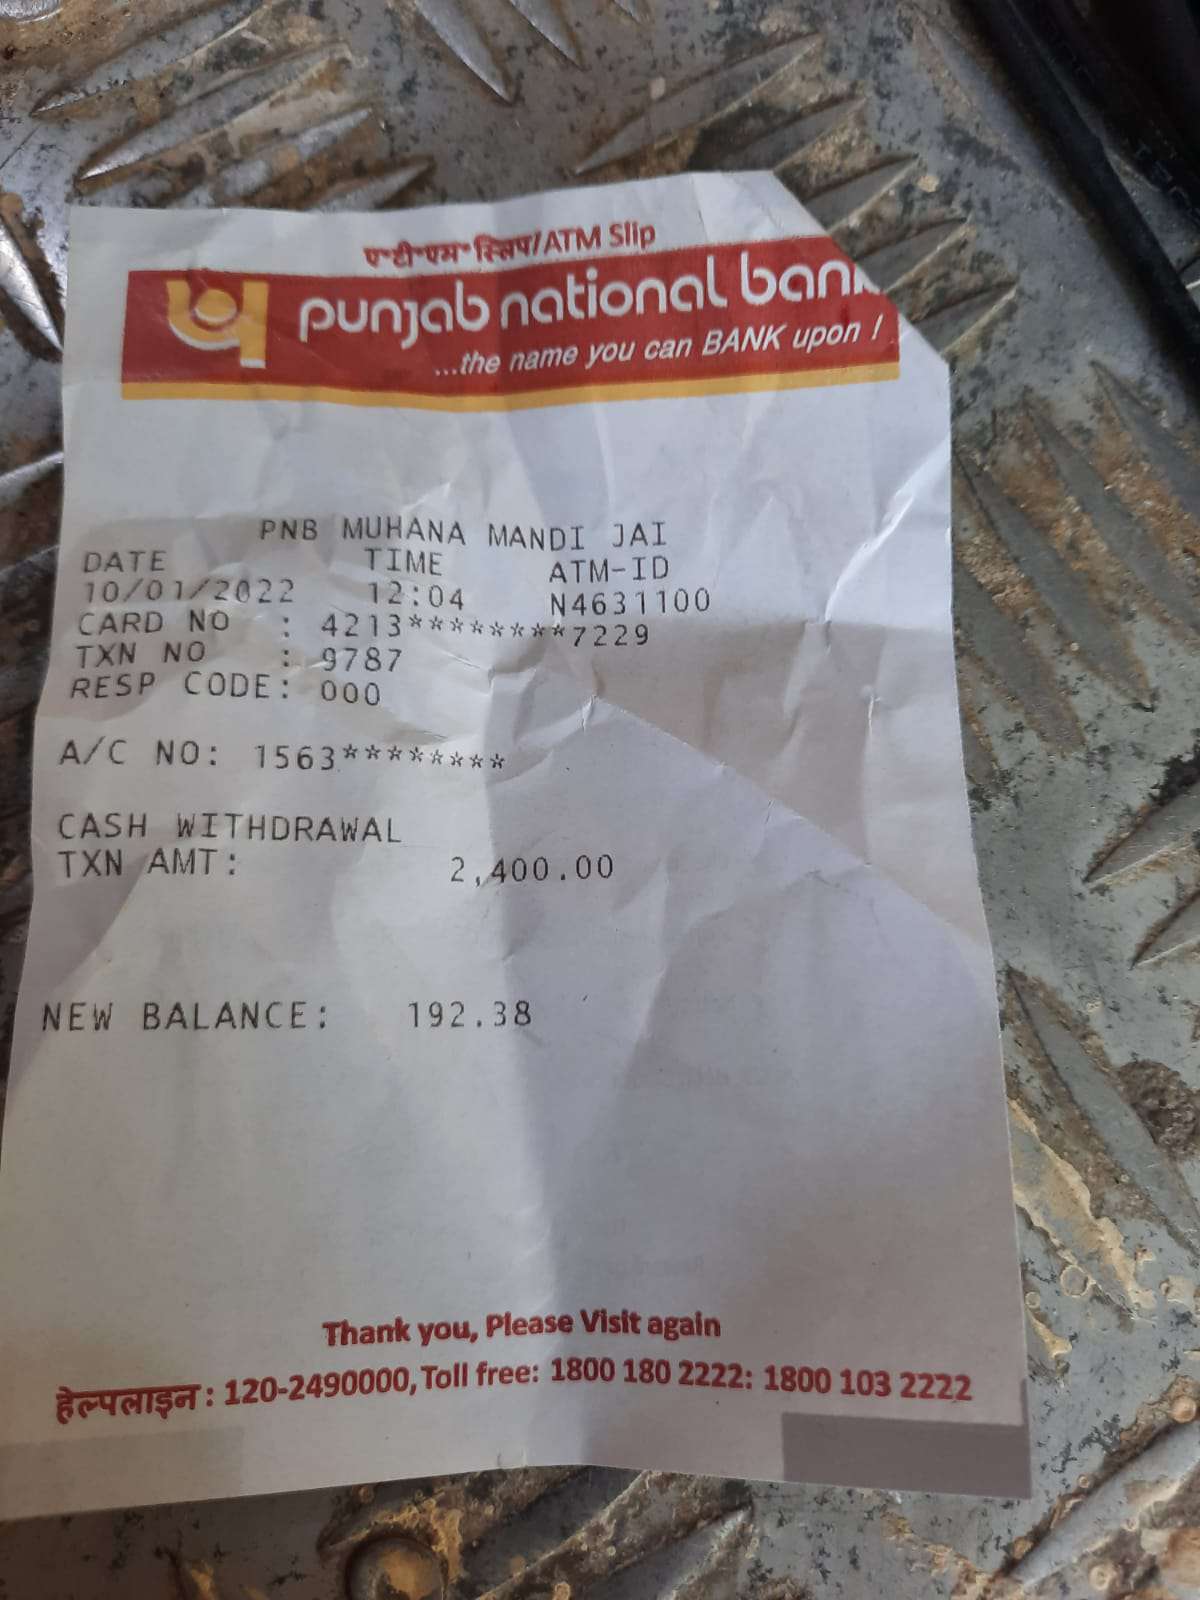 ए॰टी॰एम॰ स्लिप/ATM Slip
punjab national bank
...the name you can BANK upon !
PNB MUHANA MANDI JAI
DATE TIME ATM-ID
10/01/2022 12:04 N4631100
CARD NO : 4213********7229
TXN NO : 9787
RESP CODE: 000
A/C NO: 1563********
CASH WITHDRAWAL
TXN AMT: 2,400.00
NEW BALANCE: 192.38
Thank you, Please Visit again
हेल्पलाइन : 120-2490000, Toll free: 1800 180 2222: 1800 103 2222